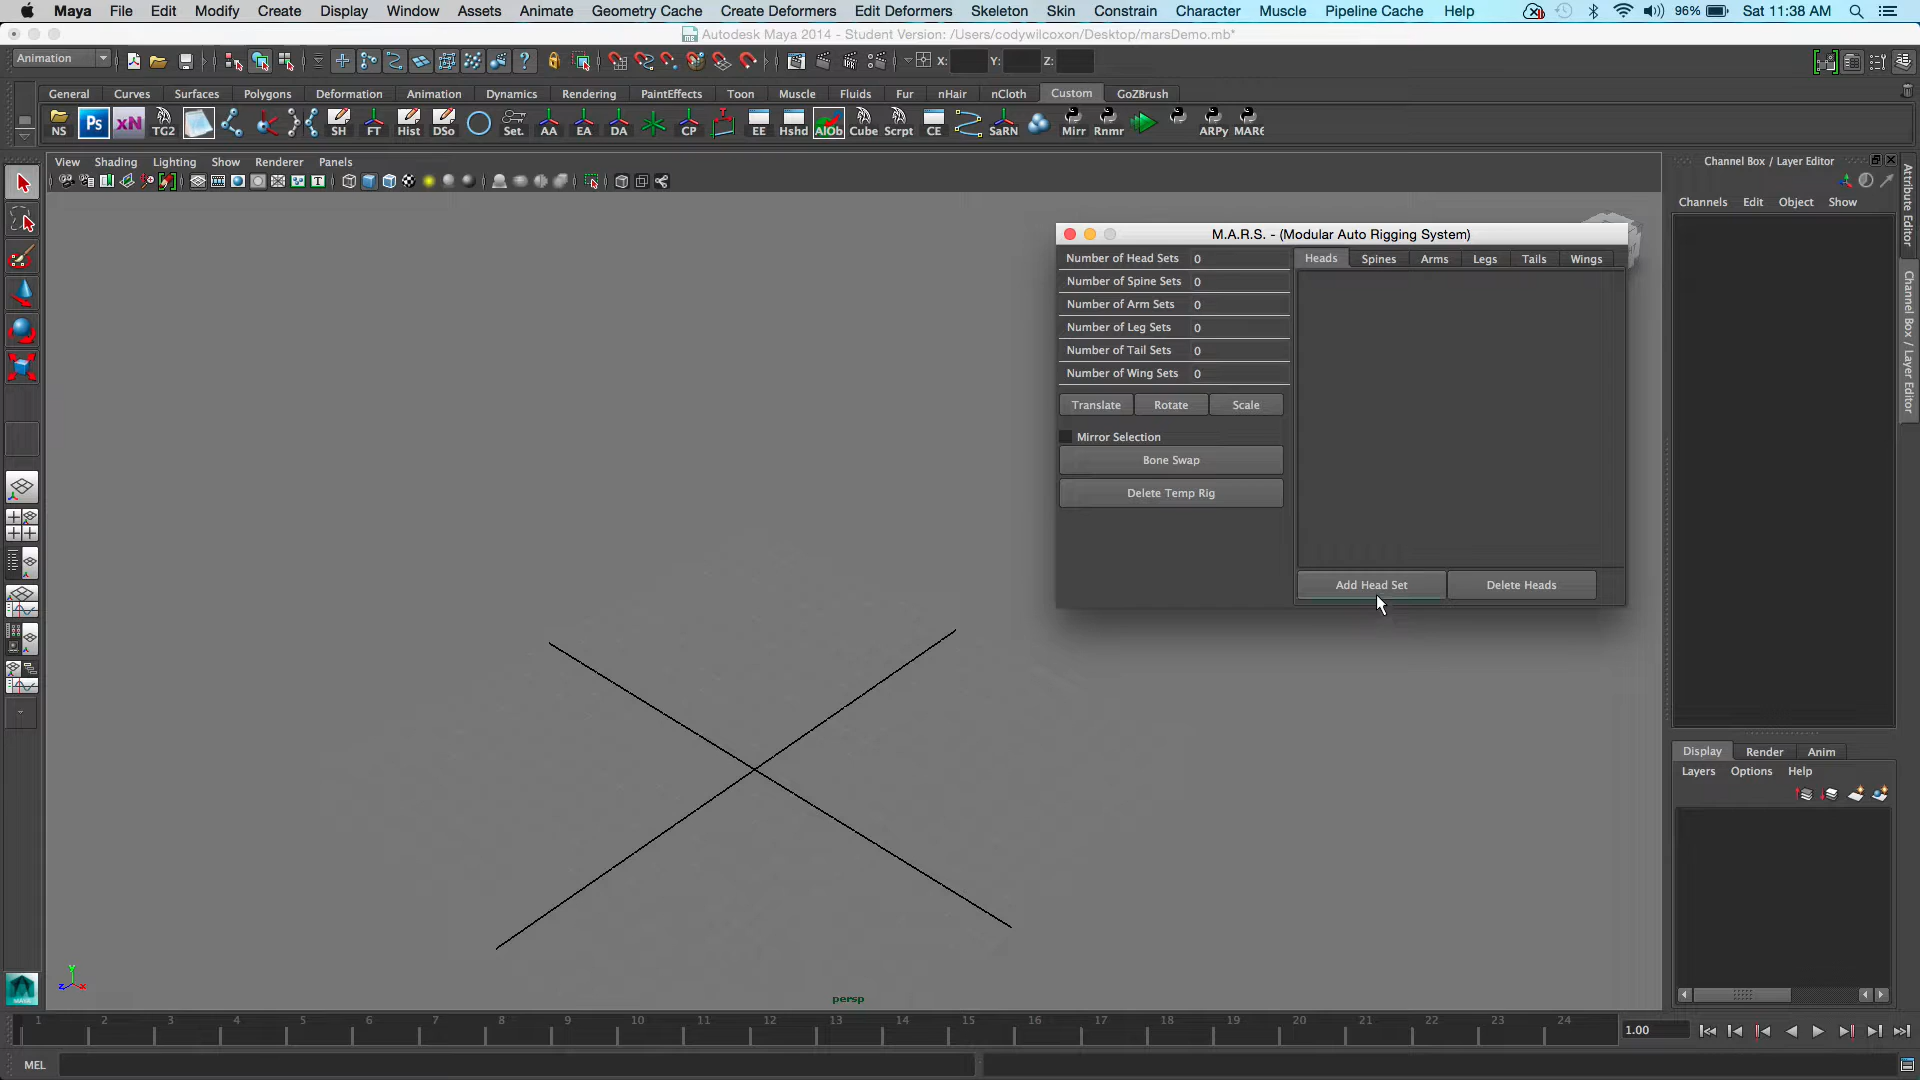 Maya File Edit Modify Create Display Window Assets Animate Geometry Cache Create Deformers Edit Deformers Skeleton Skin Constrain Character Muscle Pipeline Cache Help 96% Sat 11:38 AM
Autodesk Maya 2014 - Student Version: /Users/codywilcoxon/Desktop/marsDemo.mb*
Animation X: Y: Z:
General Curves Surfaces Polygons Deformation Animation Dynamics Rendering PaintEffects Toon Muscle Fluids Fur nHair nCloth Custom GoZBrush
NS Ps xN TG2 SH FT Hist DSo Set. AA EA DA CP EE Hshd AIOb Cube Scrpt CE SaRN Mirr Rnmr ARPy
View Shading Lighting Show Renderer Panels
Channel Box / Layer Editor
Channels Edit Object Show
Attribute Editor
Channel Box / Layer Editor
M.A.R.S. - (Modular Auto Rigging System)
Number of Head Sets 0
Number of Spine Sets 0
Number of Arm Sets 0
Number of Leg Sets 0
Number of Tail Sets 0
Number of Wing Sets 0
Translate Rotate Scale
Mirror Selection
Bone Swap
Delete Temp Rig
Heads Spines Arms Legs Tails Wings
Add Head Set Delete Heads
Display Render Anim
Layers Options Help
y z x
persp
1 2 3 4 5 6 7 8 9 10 11 12 13 14 15 16 17 18 19 20 21 22 23 24 1.00
MEL